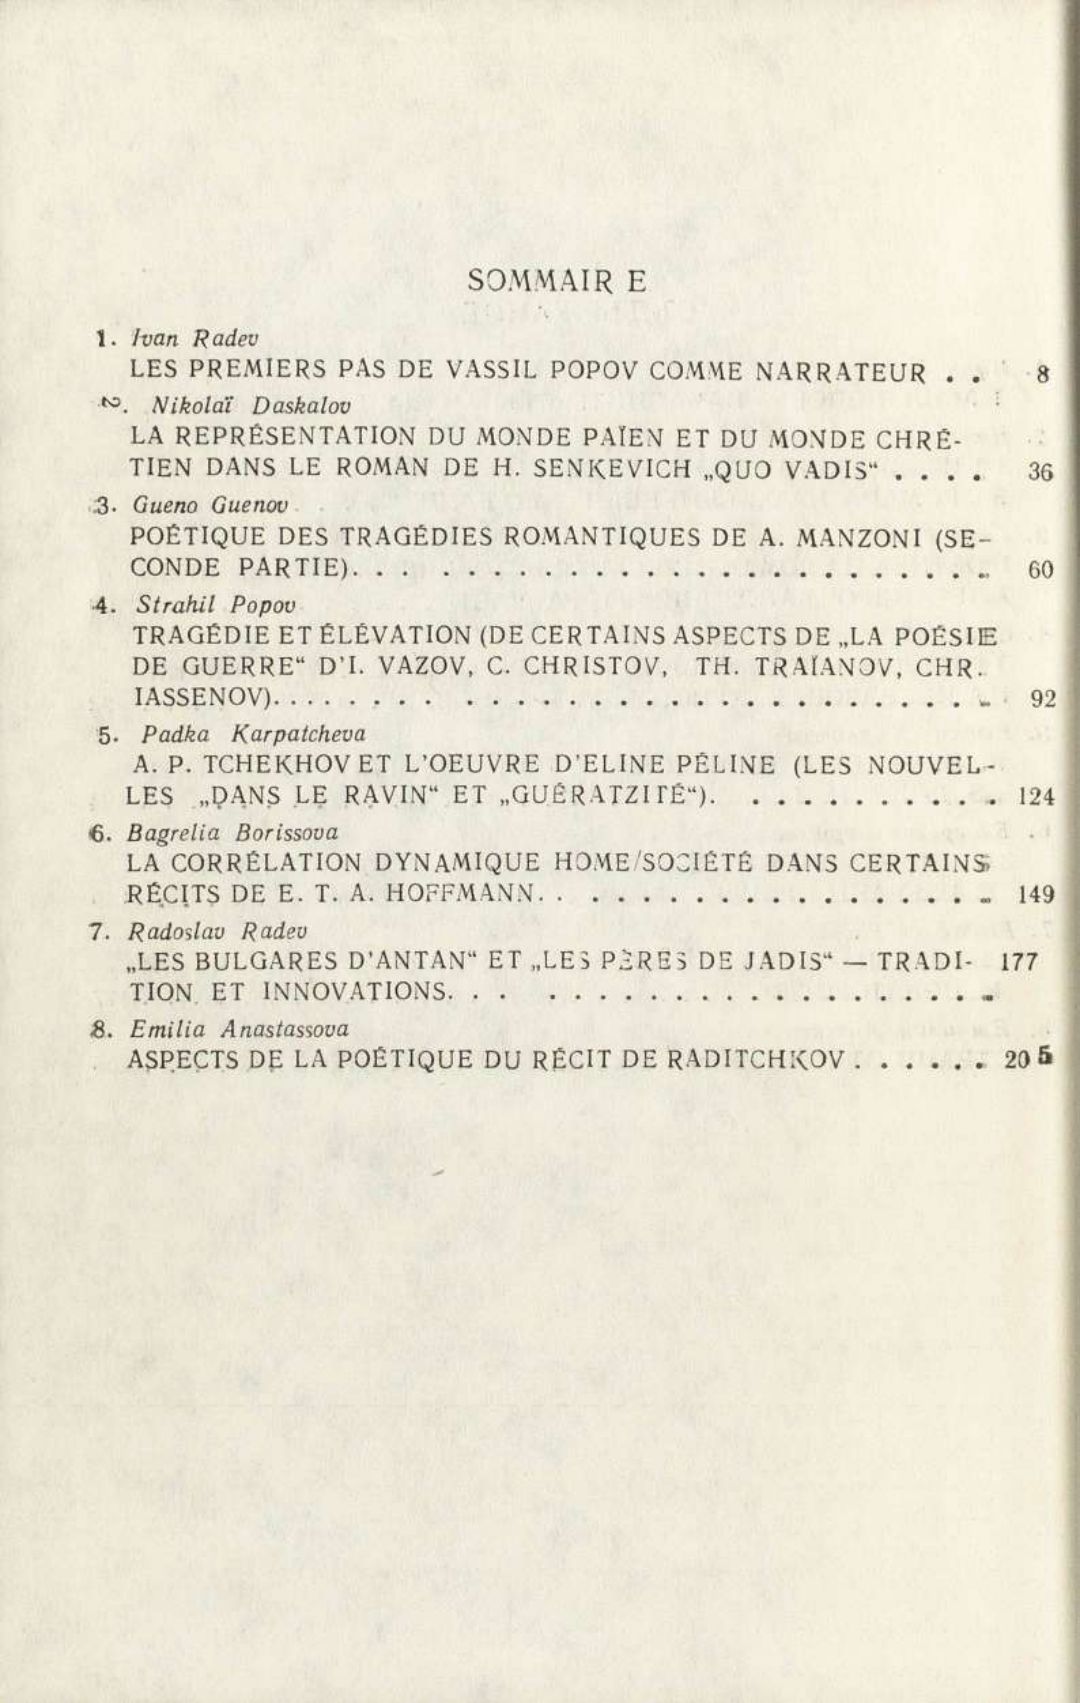 SOMMAIR E
1. Ivan Radev
LES PREMIERS PAS DE VASSIL POPOV COMME NARRATEUR . . 8
2. Nikolaï Daskalov
LA REPRÉSENTATION DU MONDE PAÏEN ET DU MONDE CHRÉ-
TIEN DANS LE ROMAN DE H. SENKEVICH „QUO VADIS“ . . . . 36
3. Gueno Guenov
POÉTIQUE DES TRAGÉDIES ROMANTIQUES DE A. MANZONI (SE-
CONDE PARTIE). . . . . . . . . . . . . . . . . . . . . . . . 60
4. Strahil Popov
TRAGÉDIE ET ÉLÉVATION (DE CERTAINS ASPECTS DE „LA POÉSIE
DE GUERRE“ D'I. VAZOV, C. CHRISTOV, TH. TRAÏANOV, CHR.
IASSENOV). . . . . . . . . . . . . . . . . . . . . . . . . . . 92
5. Padka Karpatcheva
A. P. TCHEKHOV ET L'OEUVRE D'ELINE PÉLINE (LES NOUVEL-
LES „DANS LE RAVIN“ ET „GUÉRATZITÉ“). . . . . . . . . . . 124
6. Bagrelia Borissova
LA CORRÉLATION DYNAMIQUE HOME/SOCIÉTÉ DANS CERTAINS
RÉCITS DE E. T. A. HOFFMANN. . . . . . . . . . . . . . . . . . 149
7. Radoslav Radev
„LES BULGARES D'ANTAN“ ET „LES PÈRES DE JADIS“ — TRADI- 177
TION ET INNOVATIONS. . . . . . . . . . . . . . . . . . . .
8. Emilia Anastassova
ASPECTS DE LA POÉTIQUE DU RÉCIT DE RADITCHKOV . . . . . . 205